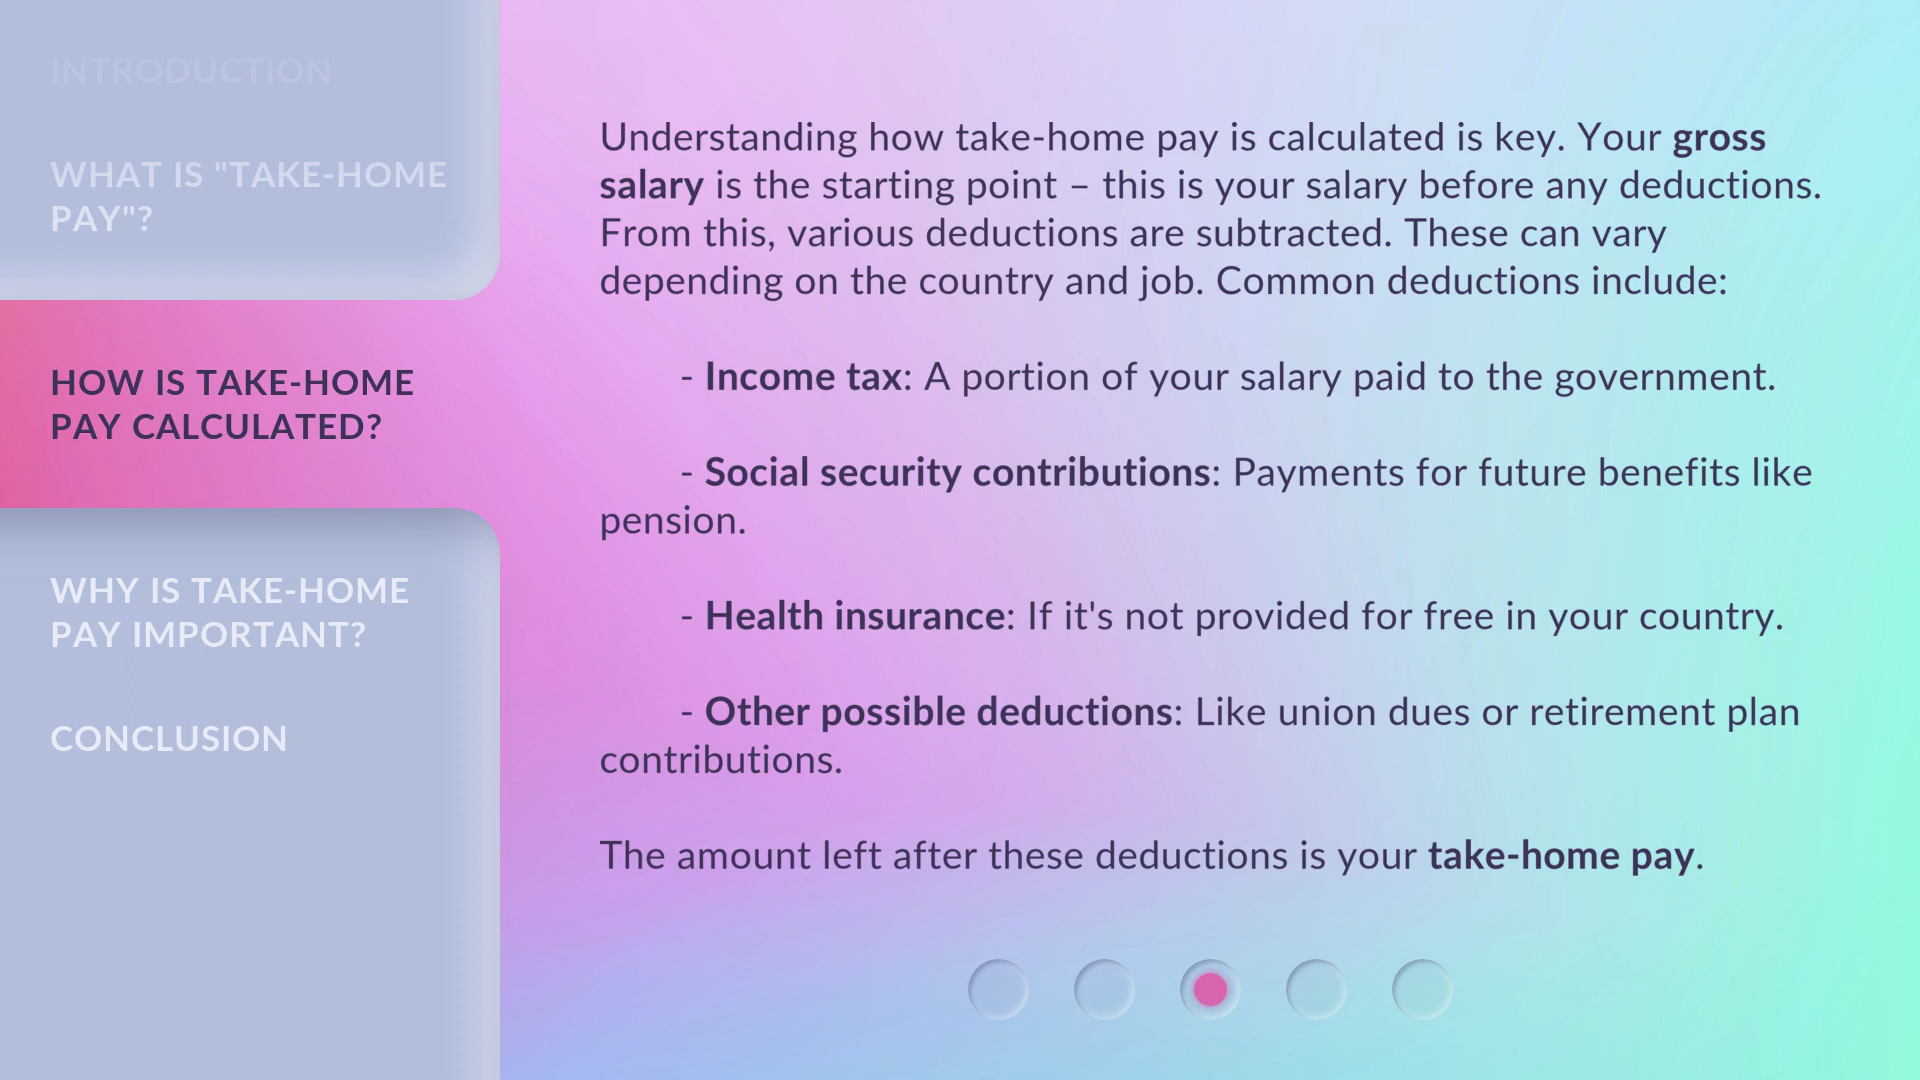 INTRODUCTION
WHAT IS "TAKE-HOME
PAY"?
HOW IS TAKE-HOME
PAY CALCULATED?
WHY IS TAKE-HOME
PAY IMPORTANT?
CONCLUSION
Understanding how take-home pay is calculated is key. Your gross
salary is the starting point – this is your salary before any deductions.
From this, various deductions are subtracted. These can vary
depending on the country and job. Common deductions include:
- Income tax: A portion of your salary paid to the government.
- Social security contributions: Payments for future benefits like
pension.
- Health insurance: If it's not provided for free in your country.
- Other possible deductions: Like union dues or retirement plan
contributions.
The amount left after these deductions is your take-home pay.